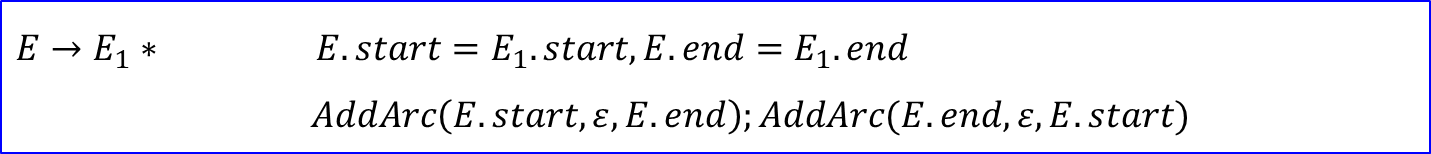 E → E₁ * E.start = E₁.start, E.end = E₁.end
AddArc(E.start, ε, E.end); AddArc(E.end, ε, E.start)